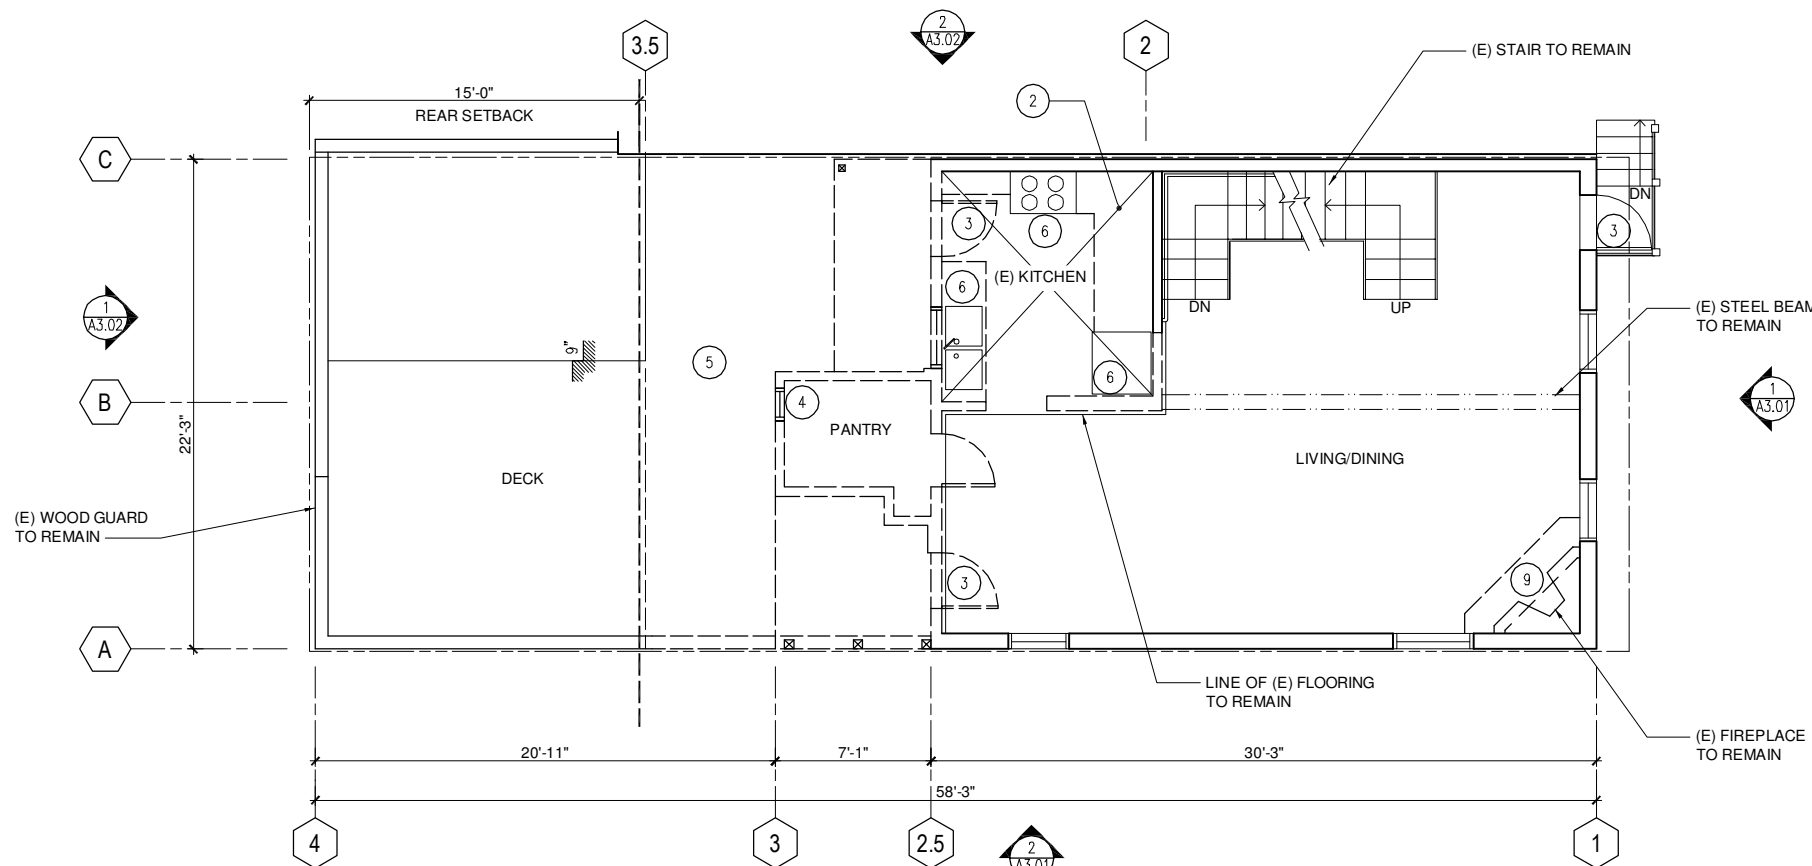 3.5
2
A3.02
2
(E) STAIR TO REMAIN
15'-0"
REAR SETBACK
2
C
DN
3
6
3
(E) KITCHEN
6
DN
UP
1
A3.02
(E) STEEL BEAM
TO REMAIN
9"
5
6
1
A3.01
B
4
22'-3"
PANTRY
LIVING/DINING
DECK
(E) WOOD GUARD
TO REMAIN
3
9
A
LINE OF (E) FLOORING
TO REMAIN
(E) FIREPLACE
TO REMAIN
20'-11"
7'-1"
30'-3"
58'-3"
4
3
2.5
2
A3.01
1